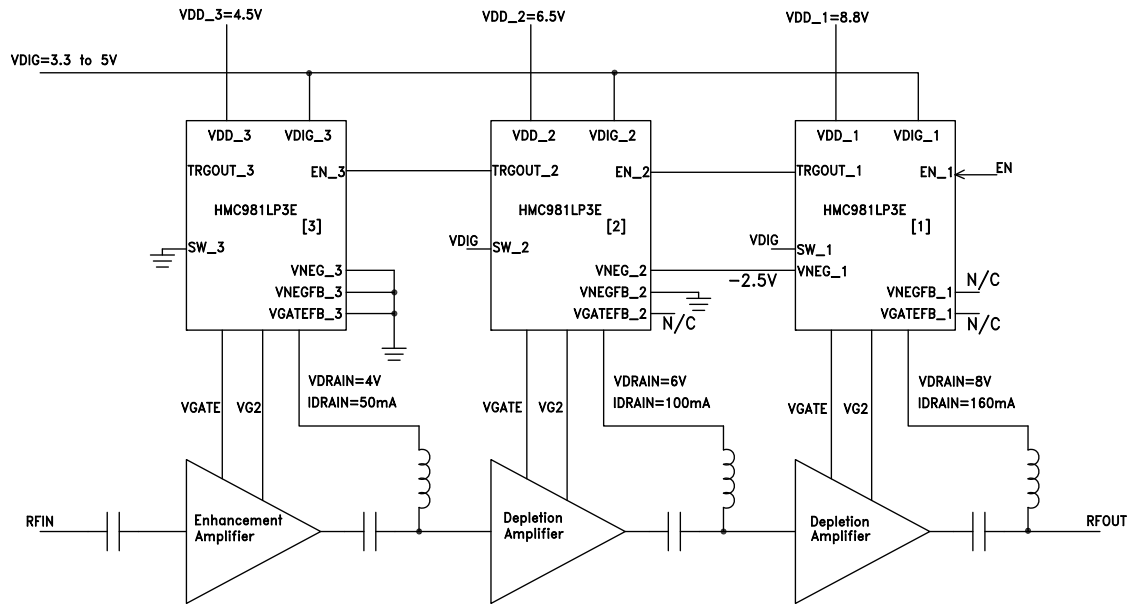 VDD_3=4.5V
VDD_2=6.5V
VDD_1=8.8V
VDIG=3.3 to 5V
VDD_3
VDIG_3
TRGOUT_3
EN_3
HMC981LP3E
[3]
SW_3
VNEG_3
VNEGFB_3
VGATEFB_3
VDD_2
VDIG_2
TRGOUT_2
EN_2
HMC981LP3E
[2]
VDIG
SW_2
VNEG_2
VNEGFB_2
VGATEFB_2
N/C
-2.5V
VDD_1
VDIG_1
TRGOUT_1
EN_1
EN
HMC981LP3E
[1]
VDIG
SW_1
VNEG_1
VNEGFB_1
N/C
VGATEFB_1
N/C
VGATE
VG2
VDRAIN=4V
IDRAIN=50mA
VGATE
VG2
VDRAIN=6V
IDRAIN=100mA
VGATE
VG2
VDRAIN=8V
IDRAIN=160mA
RFIN
Enhancement
Amplifier
Depletion
Amplifier
Depletion
Amplifier
RFOUT